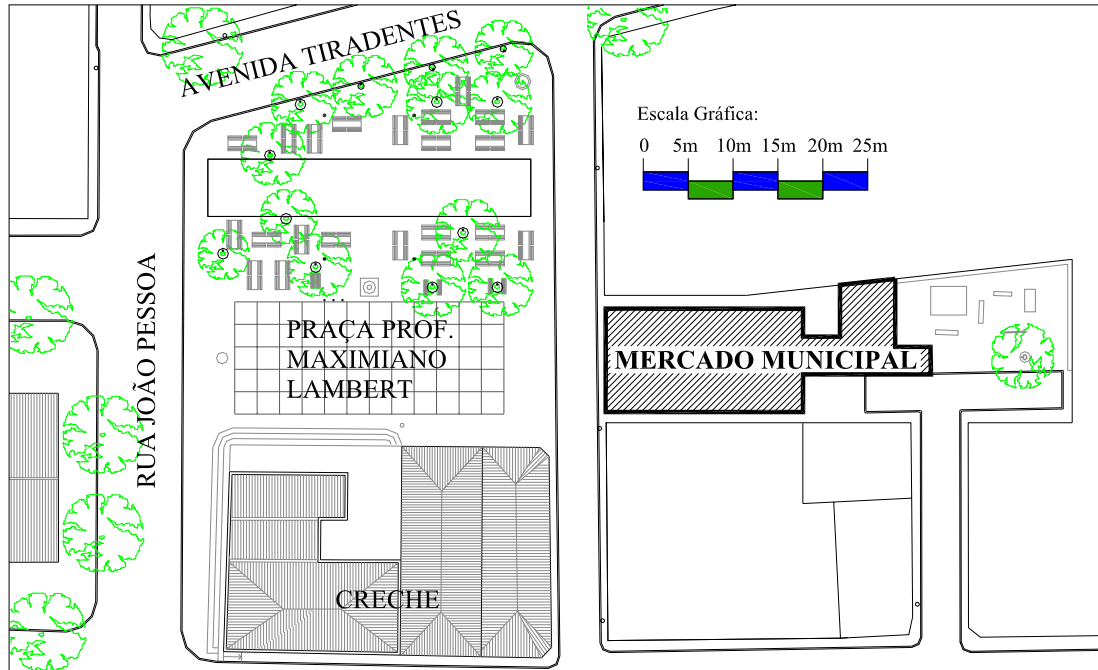 AVENIDA TIRADENTES
Escala Gráfica:
0 5m 10m 15m 20m 25m
RUA JOÃO PESSOA
PRAÇA PROF.
MAXIMIANO
LAMBERT
MERCADO MUNICIPAL
CRECHE